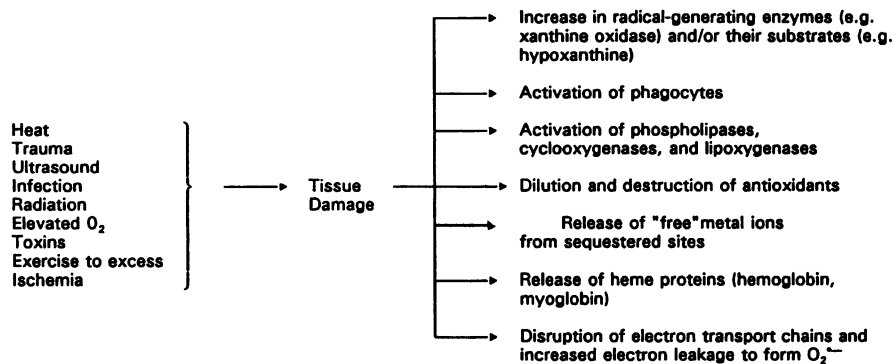 Heat
Trauma
Ultrasound
Infection
Radiation
Elevated O₂
Toxins
Exercise to excess
Ischemia
Tissue
Damage
Increase in radical-generating enzymes (e.g.
xanthine oxidase) and/or their substrates (e.g.
hypoxanthine)
Activation of phagocytes
Activation of phospholipases,
cyclooxygenases, and lipoxygenases
Dilution and destruction of antioxidants
Release of "free"metal ions
from sequestered sites
Release of heme proteins (hemoglobin,
myoglobin)
Disruption of electron transport chains and
increased electron leakage to form O₂•—